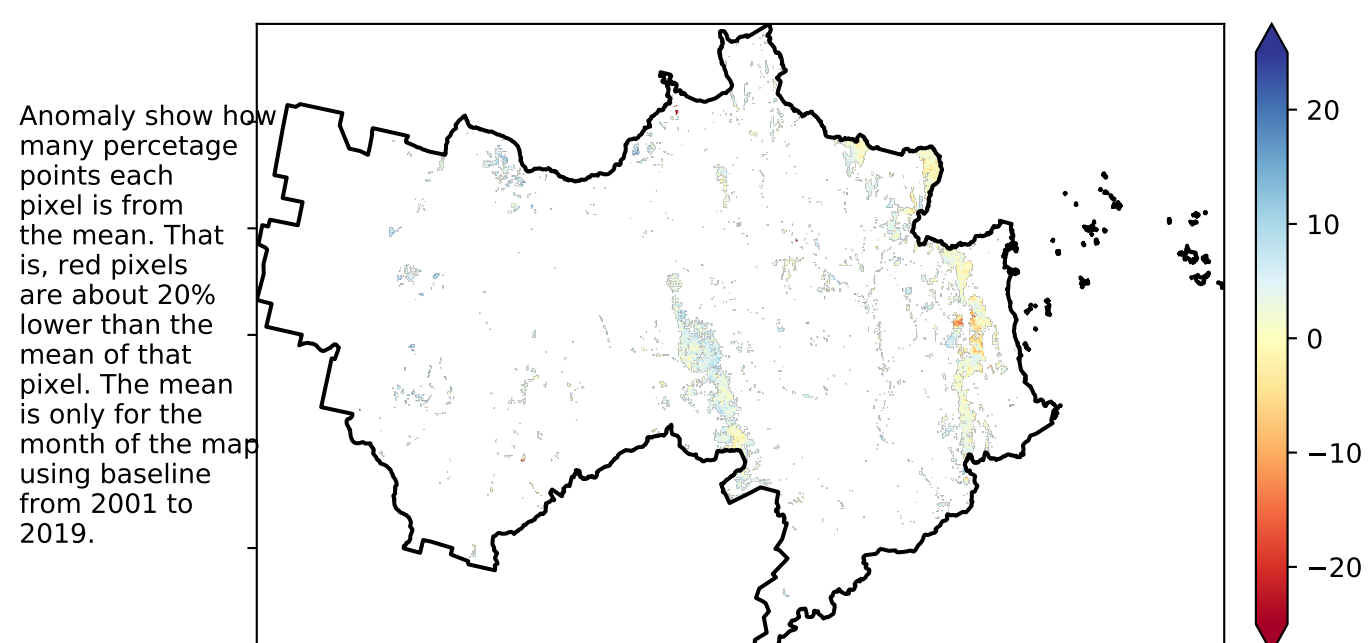 Anomaly show how
many percetage
points each
pixel is from
the mean. That
is, red pixels
are about 20%
lower than the
mean of that
pixel. The mean
is only for the
month of the map
using baseline
from 2001 to
2019.
20
10
0
−10
−20